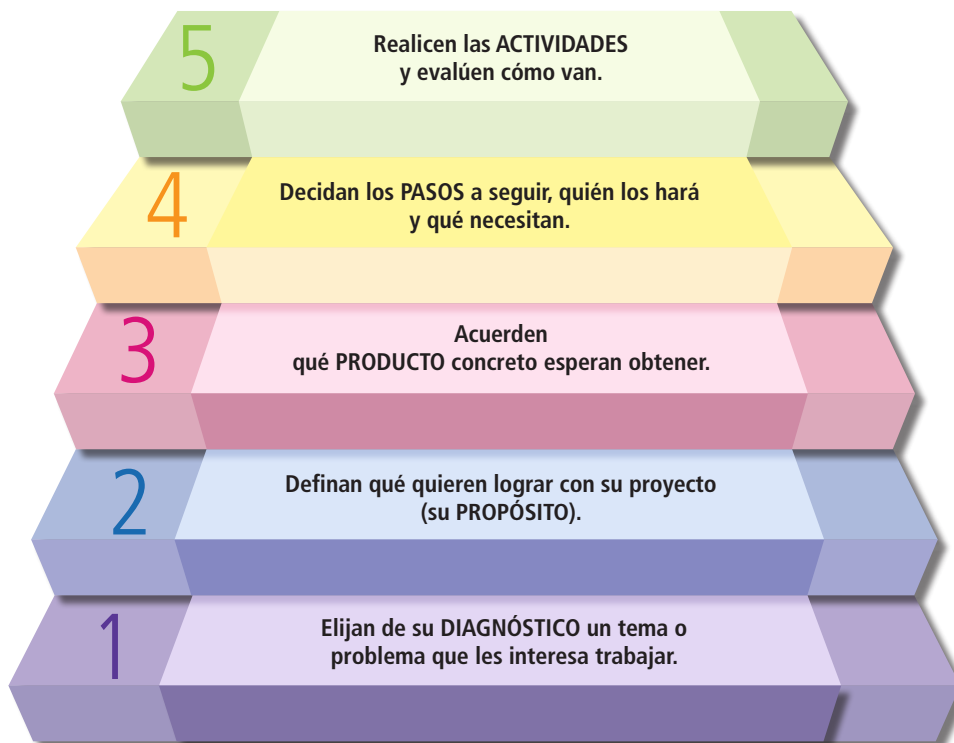 5
Realicen las ACTIVIDADES
y evalúen cómo van.
4
Decidan los PASOS a seguir, quién los hará
y qué necesitan.
3
Acuerden
qué PRODUCTO concreto esperan obtener.
2
Definan qué quieren lograr con su proyecto
(su PROPÓSITO).
1
Elijan de su DIAGNÓSTICO un tema o
problema que les interesa trabajar.